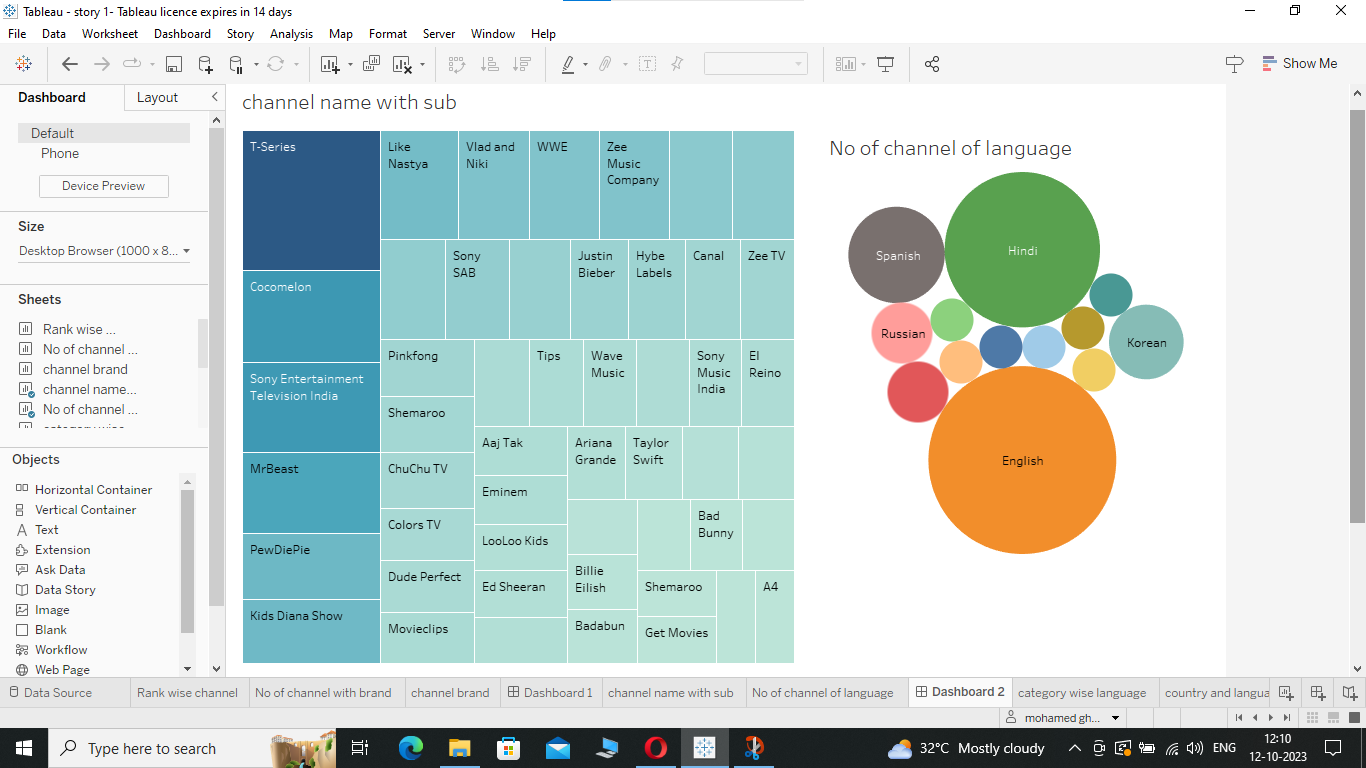 Tableau - story 1- Tableau licence expires in 14 days
File Data Worksheet Dashboard Story Analysis Map Format Server Window Help
Show Me
Dashboard Layout
Default
Phone
Device Preview
Size
Desktop Browser (1000 x 8...
Sheets
Rank wise ...
No of channel ...
channel brand
channel name...
No of channel ...
Objects
Horizontal Container
Vertical Container
Text
Extension
Ask Data
Data Story
Image
Blank
Workflow
Web Page
channel name with sub
T-Series
Cocomelon
Sony Entertainment
Television India
MrBeast
PewDiePie
Kids Diana Show
Like
Nastya
Vlad and
Niki
WWE
Zee
Music
Company
Sony
SAB
Justin
Bieber
Hybe
Labels
Canal
Zee TV
Pinkfong
Shemaroo
ChuChu TV
Colors TV
Dude Perfect
Movieclips
Tips
Wave
Music
Sony
Music
India
El
Reino
Aaj Tak
Eminem
LooLoo Kids
Ed Sheeran
Ariana
Grande
Taylor
Swift
Bad
Bunny
Billie
Eilish
Badabun
Shemaroo
Get Movies
A4
No of channel of language
Spanish
Hindi
Russian
Korean
English
Data Source Rank wise channel No of channel with brand channel brand Dashboard 1 channel name with sub No of channel of language Dashboard 2 category wise language country and langua
mohamed gh...
Type here to search
32°C Mostly cloudy
ENG
12:10
12-10-2023